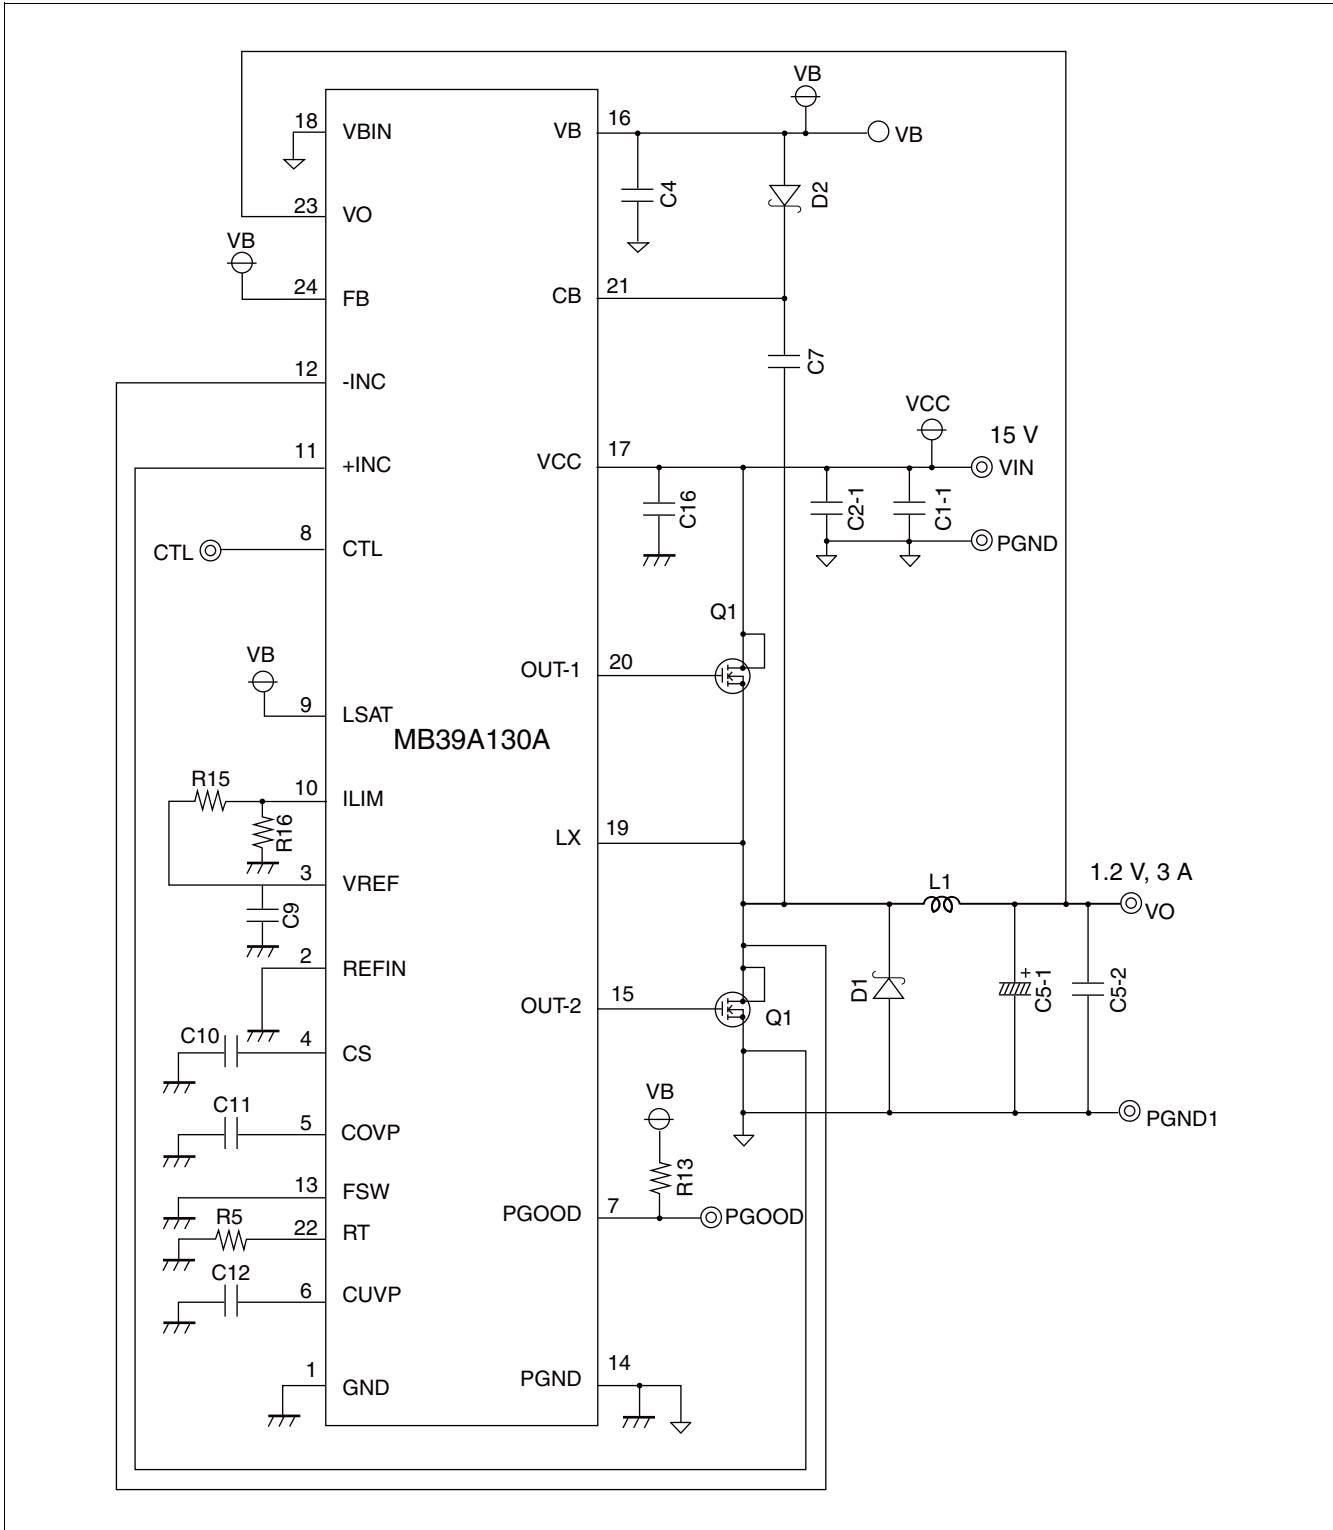 VB
18 VBIN
VB 16
VB
C4
D2
23 VO
VB
24 FB
CB 21
C7
12 -INC
VCC
15 V
11 +INC
VCC 17
VIN
C16
C2-1
C1-1
8 CTL
CTL
PGND
Q1
VB
OUT-1 20
9 LSAT
MB39A130A
R15
10 ILIM
R16
LX 19
3 VREF
C9
1.2 V, 3 A
L1
VO
2 REFIN
OUT-2 15
Q1
D1
+
C5-1
C5-2
C10
4 CS
VB
C11
5 COVP
PGND1
R13
13 FSW
PGOOD 7
PGOOD
R5
22 RT
C12
6 CUVP
1 GND
PGND 14